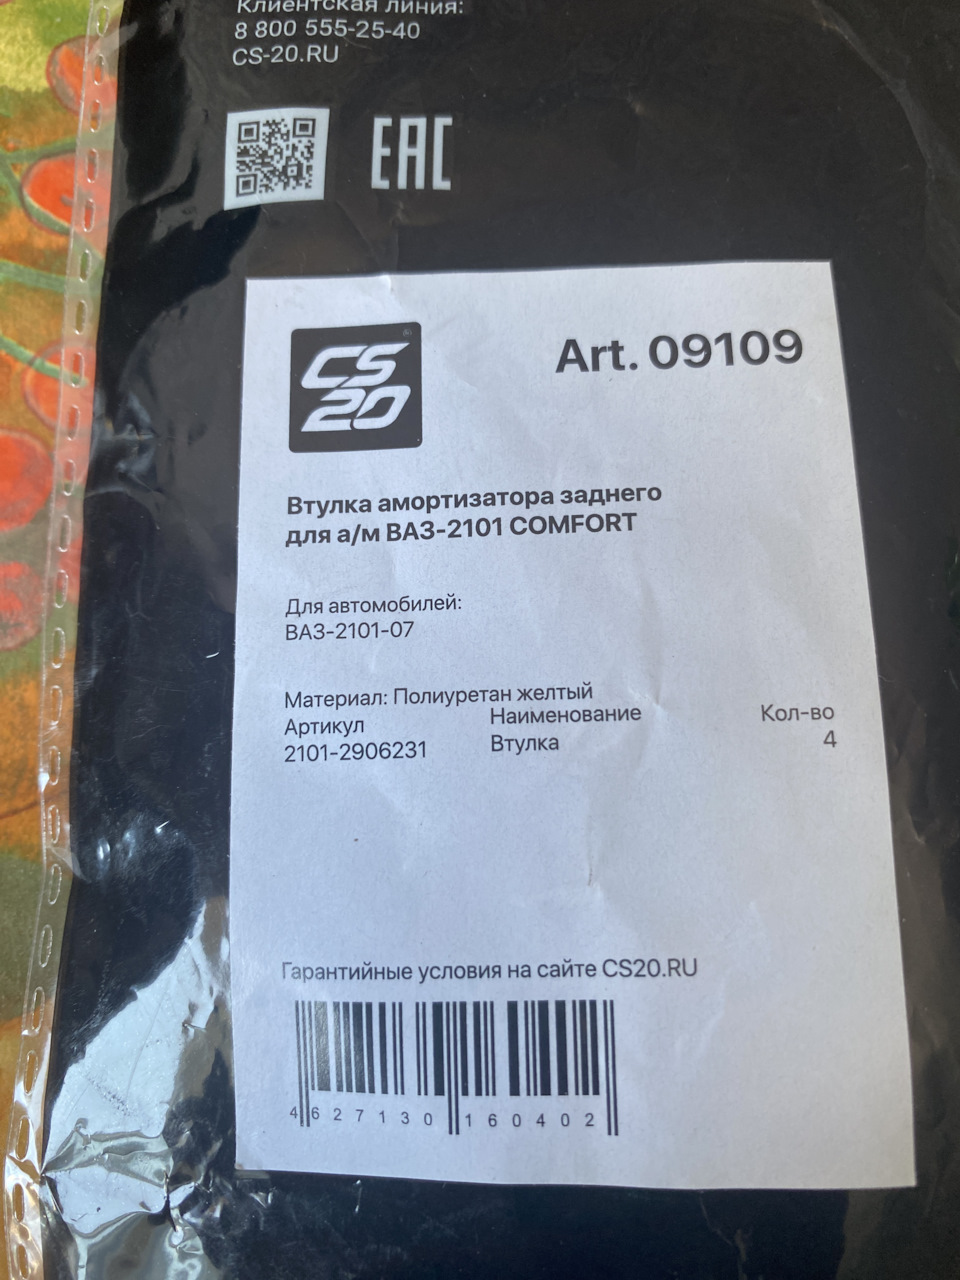 Клиентская линия:
8 800 555-25-40
CS-20.RU
EAC
CS
20
®
Art. 09109
Втулка амортизатора заднего
для а/м ВАЗ-2101 COMFORT
Для автомобилей:
ВАЗ-2101-07
Материал: Полиуретан желтый
Артикул Наименование Кол-во
2101-2906231 Втулка 4
Гарантийные условия на сайте CS20.RU
4 627130 160402